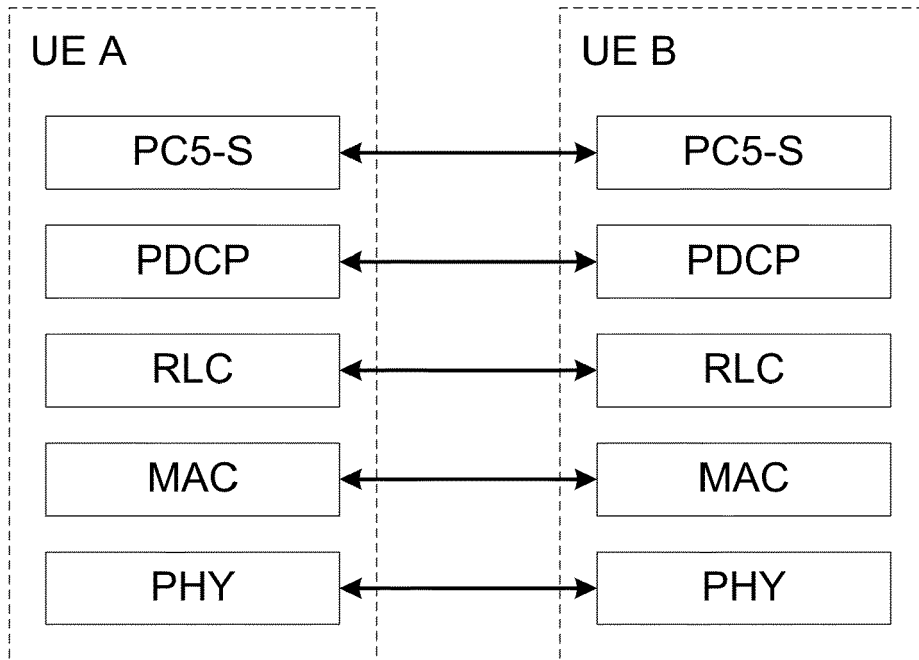 UE A
UE B
PC5-S
PC5-S
PDCP
PDCP
RLC
RLC
MAC
MAC
PHY
PHY